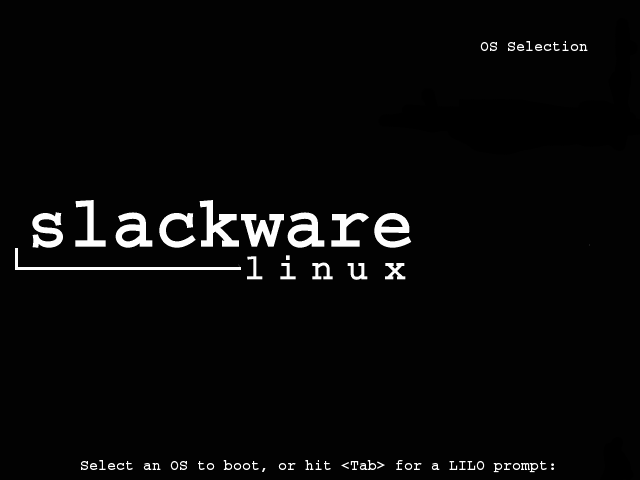 OS Selection
slackware
linux
Select an OS to boot, or hit <Tab> for a LILO prompt: